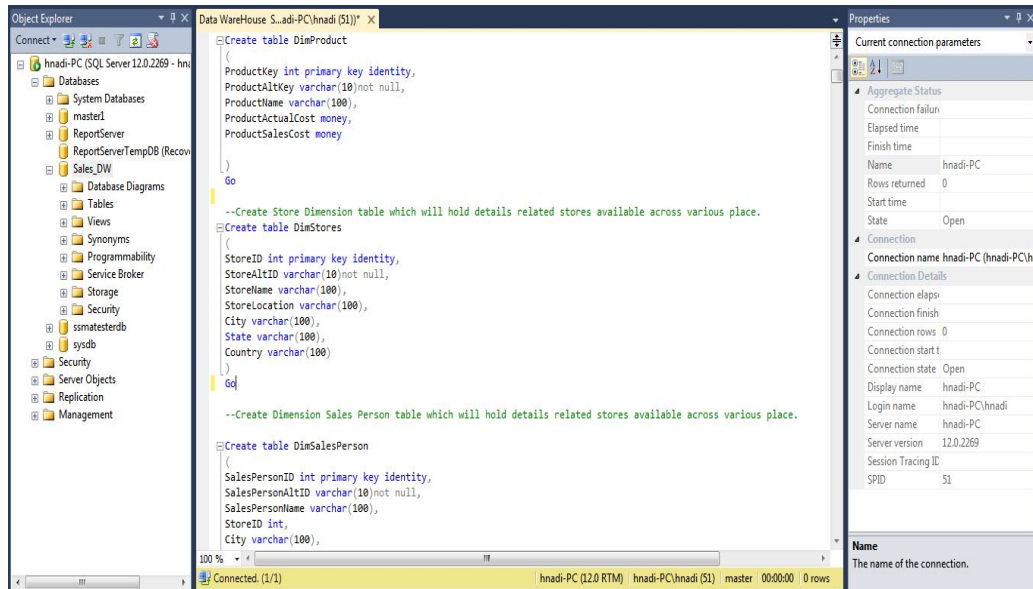 Object Explorer
Connect
hnadi-PC (SQL Server 12.0.2269 - hna
Databases
System Databases
master1
ReportServer
ReportServerTempDB (Recov
Sales_DW
Database Diagrams
Tables
Views
Synonyms
Programmability
Service Broker
Storage
Security
ssmatesterdb
sysdb
Security
Server Objects
Replication
Management
Data WareHouse S...adi-PC\hnadi (51))*
Create table DimProduct
(
ProductKey int primary key identity,
ProductAltKey varchar(10)not null,
ProductName varchar(100),
ProductActualCost money,
ProductSalesCost money
)
Go
--Create Store Dimension table which will hold details related stores available across various place.
Create table DimStores
(
StoreID int primary key identity,
StoreAltID varchar(10)not null,
StoreName varchar(100),
StoreLocation varchar(100),
City varchar(100),
State varchar(100),
Country varchar(100)
)
Go
--Create Dimension Sales Person table which will hold details related stores available across various place.
Create table DimSalesPerson
(
SalesPersonID int primary key identity,
SalesPersonAltID varchar(10)not null,
SalesPersonName varchar(100),
StoreID int,
City varchar(100),
100 %
Connected. (1/1)
hnadi-PC (12.0 RTM) hnadi-PC\hnadi (51) master 00:00:00 0 rows
Properties
Current connection parameters
Aggregate Status
Connection failure
Elapsed time
Finish time
Name hnadi-PC
Rows returned 0
Start time
State Open
Connection
Connection name hnadi-PC (hnadi-PC\h
Connection Details
Connection elaps
Connection finish
Connection rows 0
Connection start t
Connection state Open
Display name hnadi-PC
Login name hnadi-PC\hnadi
Server name hnadi-PC
Server version 12.0.2269
Session Tracing ID
SPID 51
Name
The name of the connection.